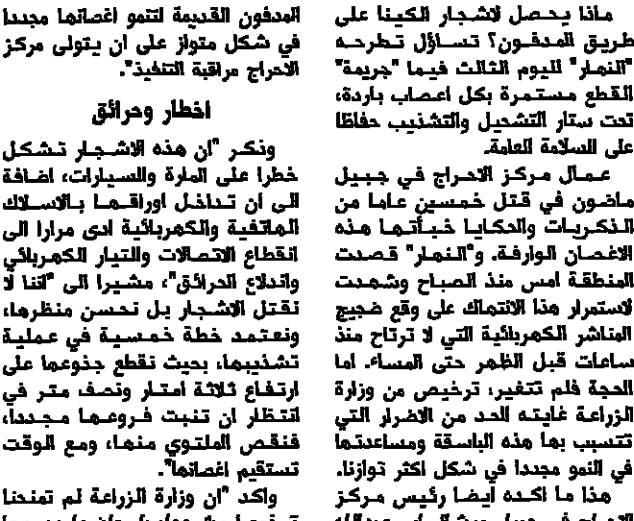 ماذا يحصل لاشجار الكينا على
طريق المدفون؟ تساؤل تطرحه
"النهار" لليوم الثالث فيما "جريمة"
القطع مستمرة بكل اعصاب باردة،
تحت ستار التشحيل والتشذيب حفاظا
على السلامة العامة.
عمال مركز الاحراج في جبيل
ماضون في قتل خمسين عاما من
الذكريات والحكايا خبأتها هذه
الاغصان الوارفة. و"النهار" قصدت
المنطقة امس منذ الصباح وشهدت
لاستمرار هذا الانتهاك على وقع ضجيج
المناشر الكهربائية التي لا ترتاح منذ
ساعات قبل الظهر حتى المساء. اما
الحجة فلم تتغير، ترخيص من وزارة
الزراعة غايته الحد من الاضرار التي
تتسبب بها هذه الباسقة ومساعدتها
في النمو مجددا في شكل اكثر توازنا.
هذا ما اكده ايضا رئيس مركز
المدفون القديمة لتنمو اغصانها مجددا
في شكل متواز على ان يتولى مركز
الاحراج مراقبة التنفيذ".
اخطار وحرائق
وذكر "ان هذه الاشجار تشكل
خطرا على المارة وللسيارات، اضافة
الى ان تداخل اوراقها بالاسلاك
الهاتفية والكهربائية ادى مرارا الى
انقطاع الاتصالات والتيار الكهربائي
واندلاع الحرائق"، مشيرا الى "اننا لا
نقتل الاشجار بل نحسن منظرها،
ونعتمد خطة خمسية في عملية
تشذيبها، بحيث نقطع جذوعها على
ارتفاع ثلاثة امتار ونصف متر في
انتظار ان تنبت فروعها مجددا،
فنقص الملتوي منها، ومع الوقت
تستقيم اغصانها".
واكد "ان وزارة الزراعة لم تمنحنا